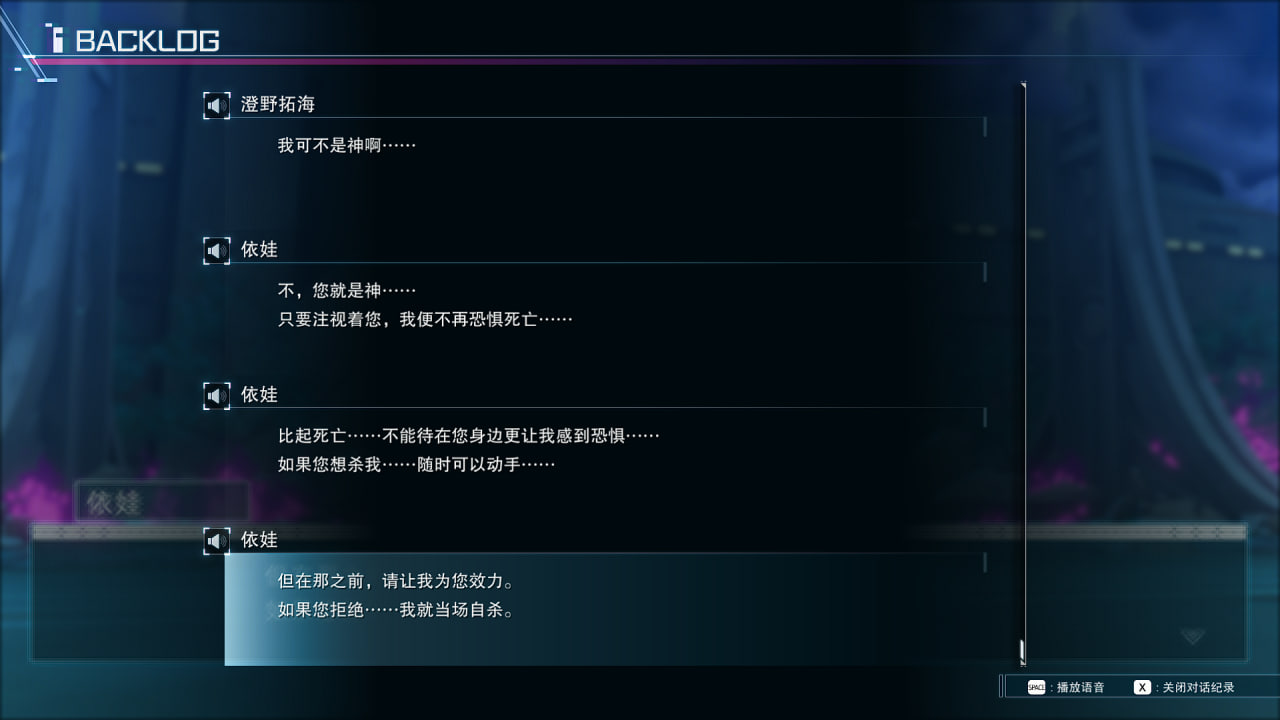 BACKLOG
澄野拓海
我可不是神啊……
依娃
不，您就是神……
只要注视着您，我便不再恐惧死亡……
依娃
比起死亡……不能待在您身边更让我感到恐惧……
如果您想杀我……随时可以动手……
依娃
依娃
但在那之前，请让我为您效力。
如果您拒绝……我就当场自杀。
SPACE：播放语音 X：关闭对话纪录